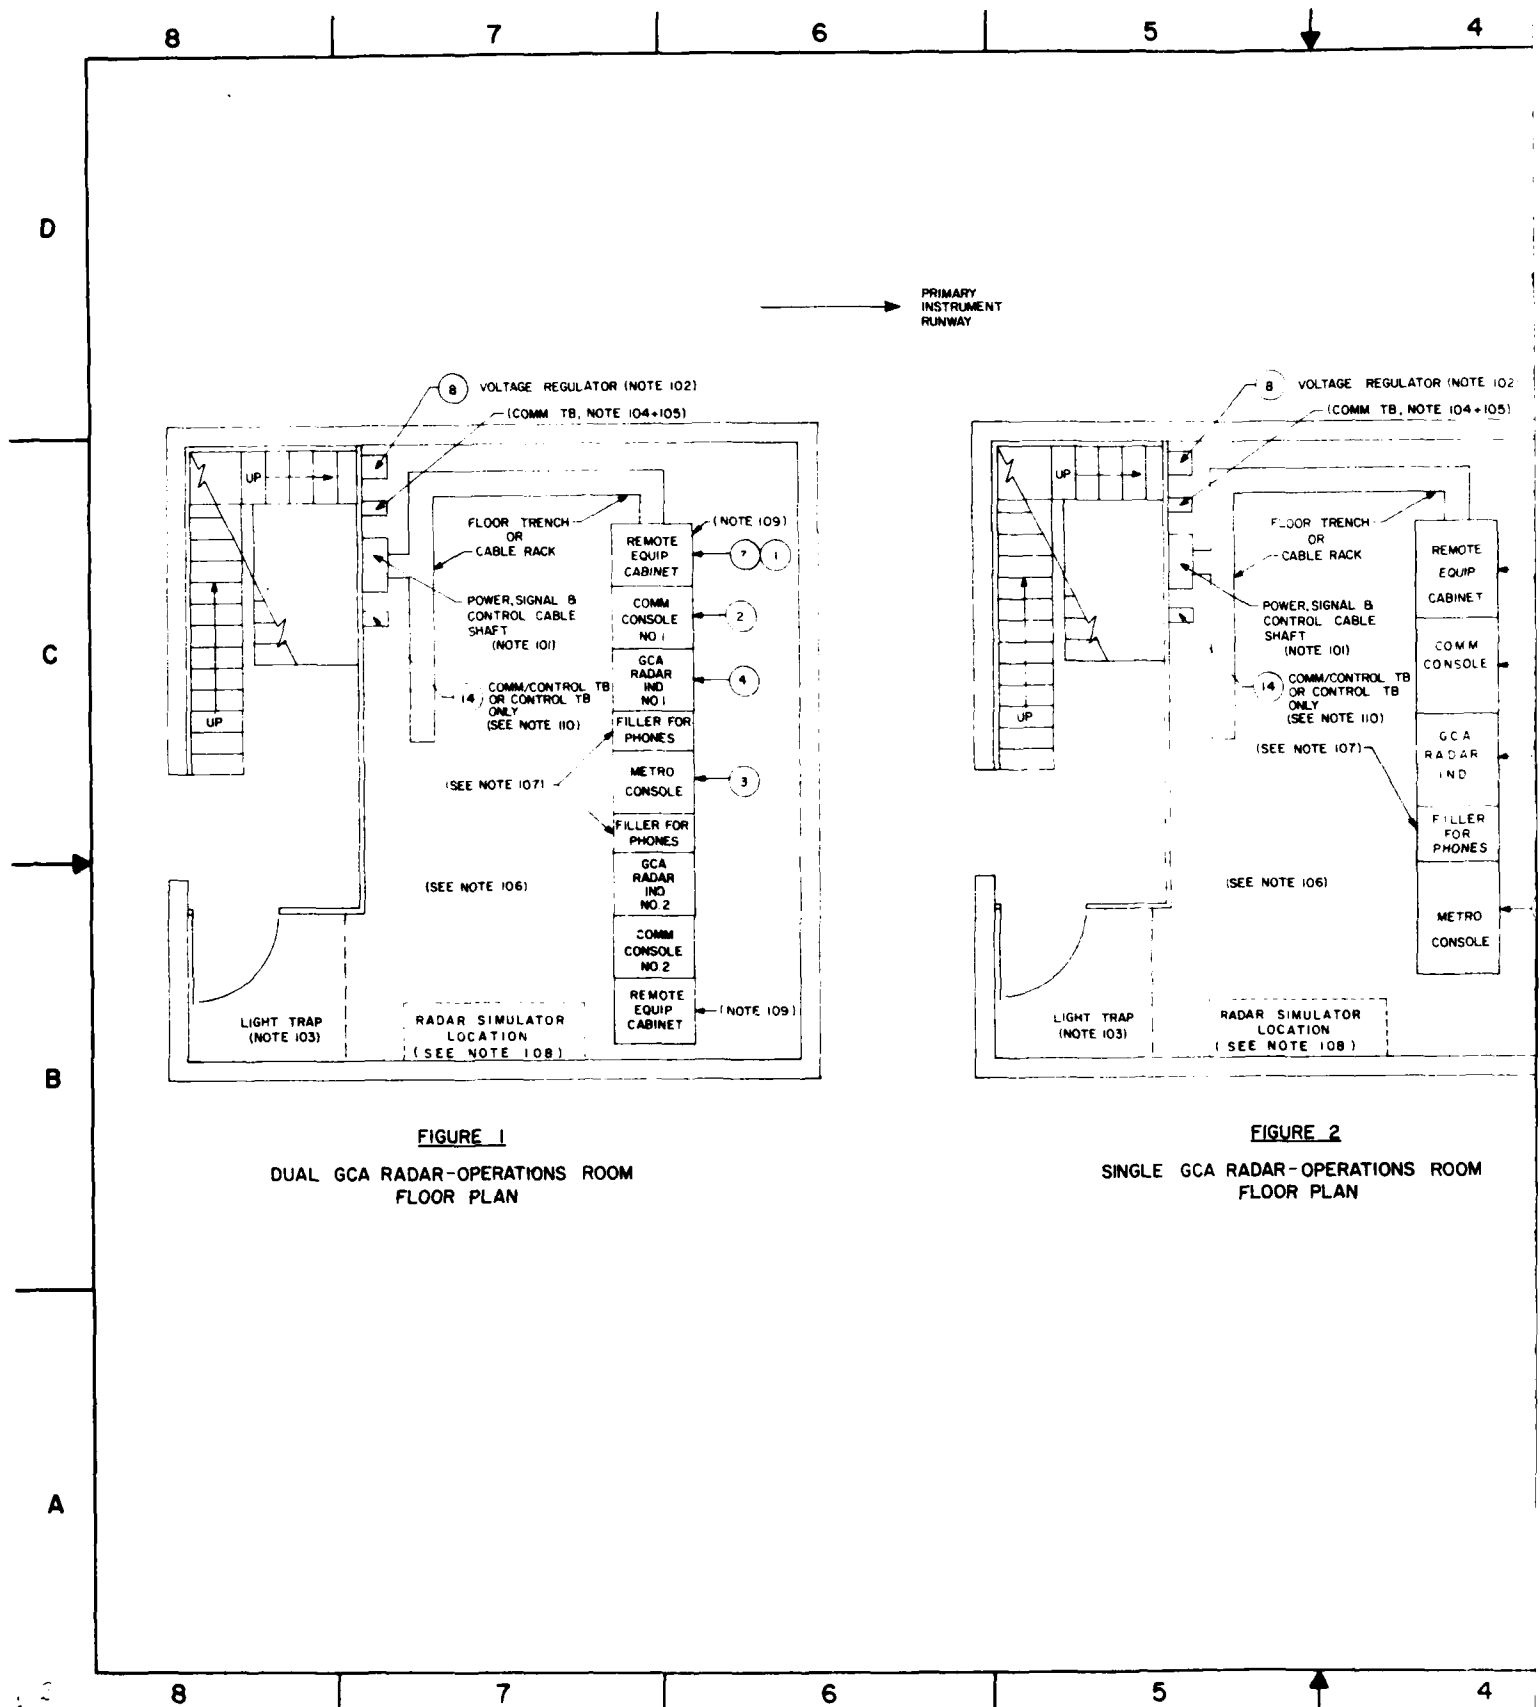 8 7 6 5 4
D
PRIMARY
INSTRUMENT
RUNWAY
8 VOLTAGE REGULATOR (NOTE 102)
(COMM TB, NOTE 104+105)
UP
FLOOR TRENCH
OR
CABLE RACK
(NOTE 109)
REMOTE
EQUIP
CABINET
7 1
POWER, SIGNAL &
CONTROL CABLE
SHAFT
(NOTE 101)
COMM
CONSOLE
NO 1
2
GCA
RADAR
IND
NO 1
4
14 COMM/CONTROL TB
OR CONTROL TB
ONLY
(SEE NOTE 110)
UP
FILLER FOR
PHONES
(SEE NOTE 107)
METRO
CONSOLE
3
FILLER FOR
PHONES
(SEE NOTE 106)
GCA
RADAR
IND
NO. 2
COMM
CONSOLE
NO. 2
REMOTE
EQUIP
CABINET
(NOTE 109)
LIGHT TRAP
(NOTE 103)
RADAR SIMULATOR
LOCATION
(SEE NOTE 108)
FIGURE 1
DUAL GCA RADAR-OPERATIONS ROOM
FLOOR PLAN
8 VOLTAGE REGULATOR (NOTE 102
(COMM TB, NOTE 104+105)
UP
FLOOR TRENCH
OR
CABLE RACK
REMOTE
EQUIP
CABINET
POWER, SIGNAL &
CONTROL CABLE
SHAFT
(NOTE 101)
COMM
CONSOLE
14 COMM/CONTROL TB
OR CONTROL TB
ONLY
(SEE NOTE 110)
UP
(SEE NOTE 107)
GCA
RADAR
IND
FILLER
FOR
PHONES
(SEE NOTE 106)
METRO
CONSOLE
LIGHT TRAP
(NOTE 103)
RADAR SIMULATOR
LOCATION
(SEE NOTE 108)
FIGURE 2
SINGLE GCA RADAR-OPERATIONS ROOM
FLOOR PLAN
C
B
A
8 7 6 5 4